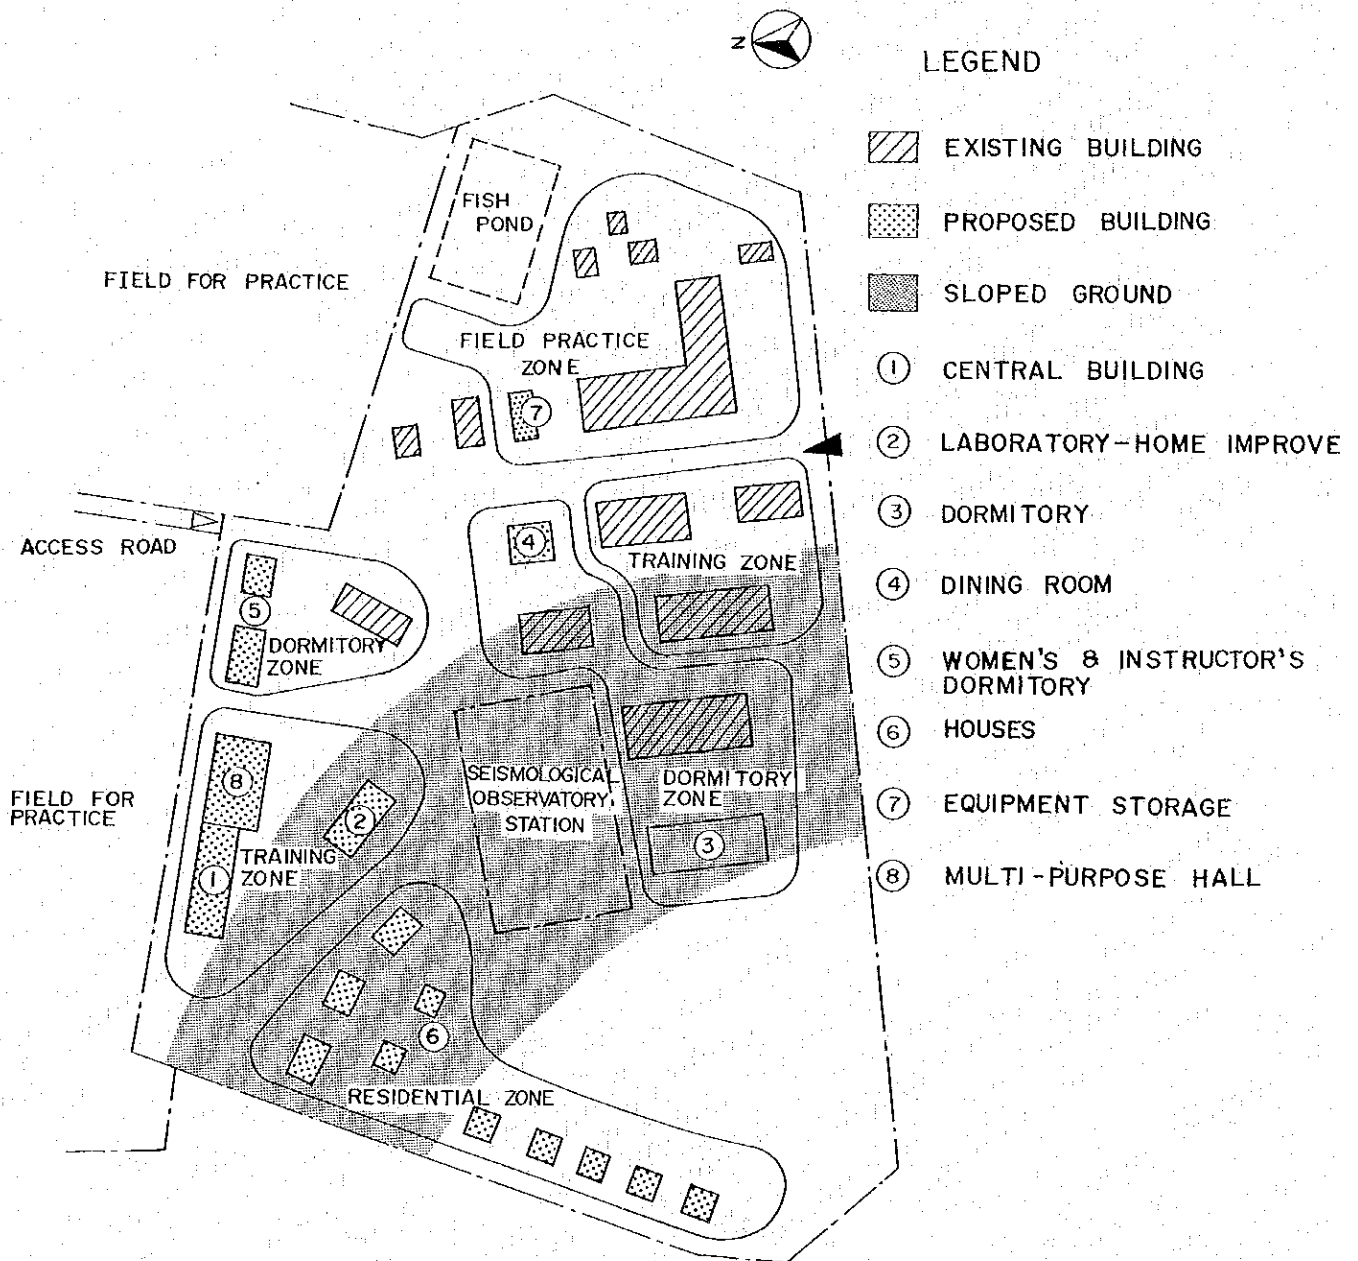 N
LEGEND
EXISTING BUILDING
PROPOSED BUILDING
SLOPED GROUND
① CENTRAL BUILDING
② LABORATORY-HOME IMPROVE
③ DORMITORY
④ DINING ROOM
⑤ WOMEN'S & INSTRUCTOR'S
DORMITORY
⑥ HOUSES
⑦ EQUIPMENT STORAGE
⑧ MULTI-PURPOSE HALL
FISH
POND
FIELD FOR PRACTICE
FIELD PRACTICE
ZONE
⑦
ACCESS ROAD
④
TRAINING ZONE
⑤
DORMITORY
ZONE
FIELD FOR
PRACTICE
⑧
②
TRAINING
ZONE
①
SEISMOLOGICAL
OBSERVATORY
STATION
DORMITORY
ZONE
③
⑥
RESIDENTIAL ZONE